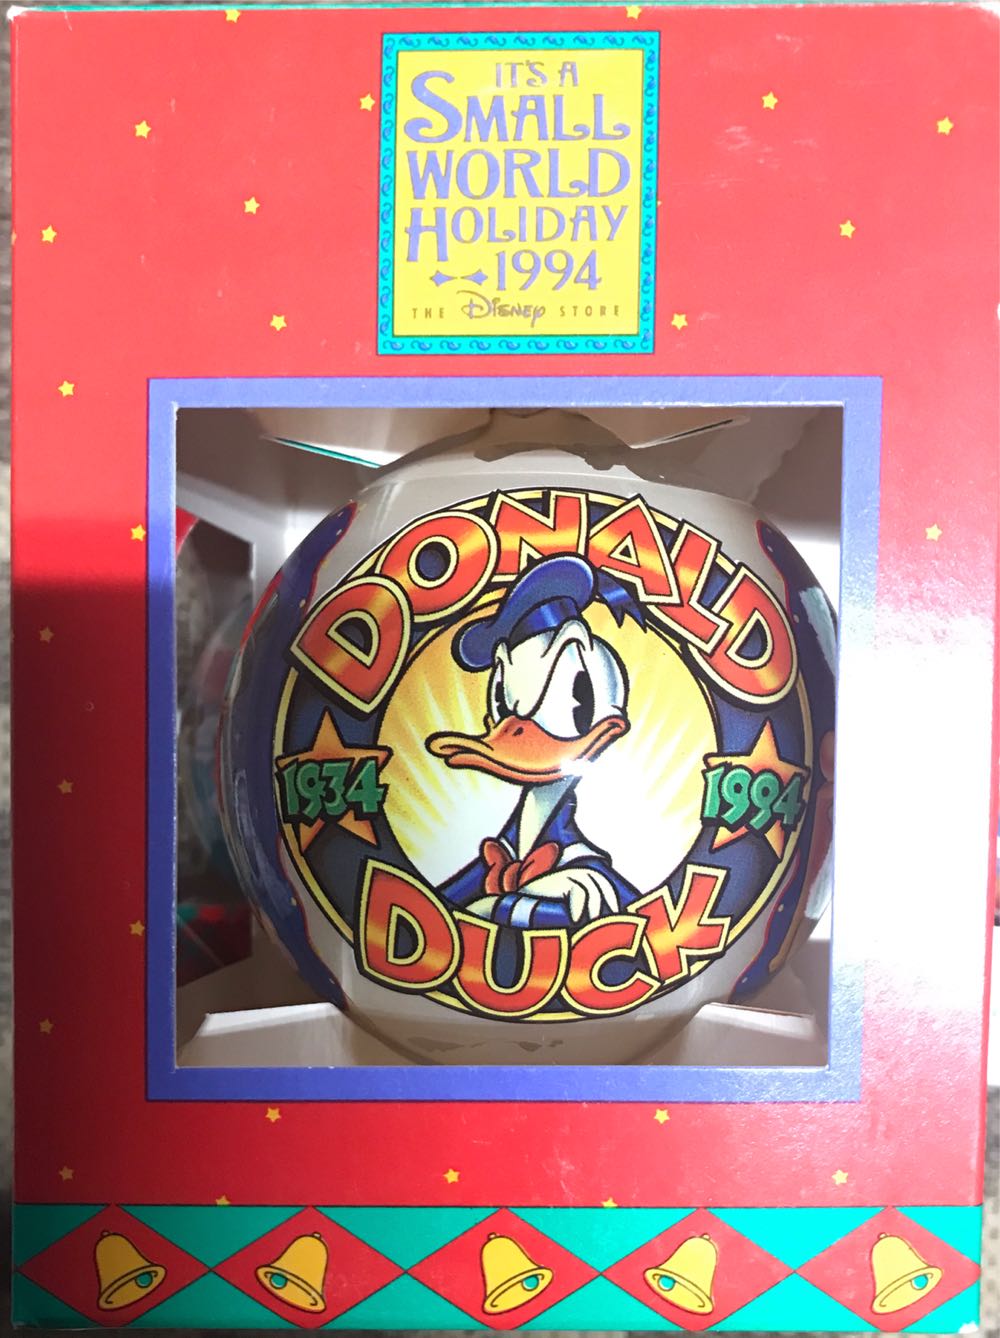 IT'S A
SMALL
WORLD
HOLIDAY
1994
THE Disney STORE
DONALD
1934 1994
DUCK